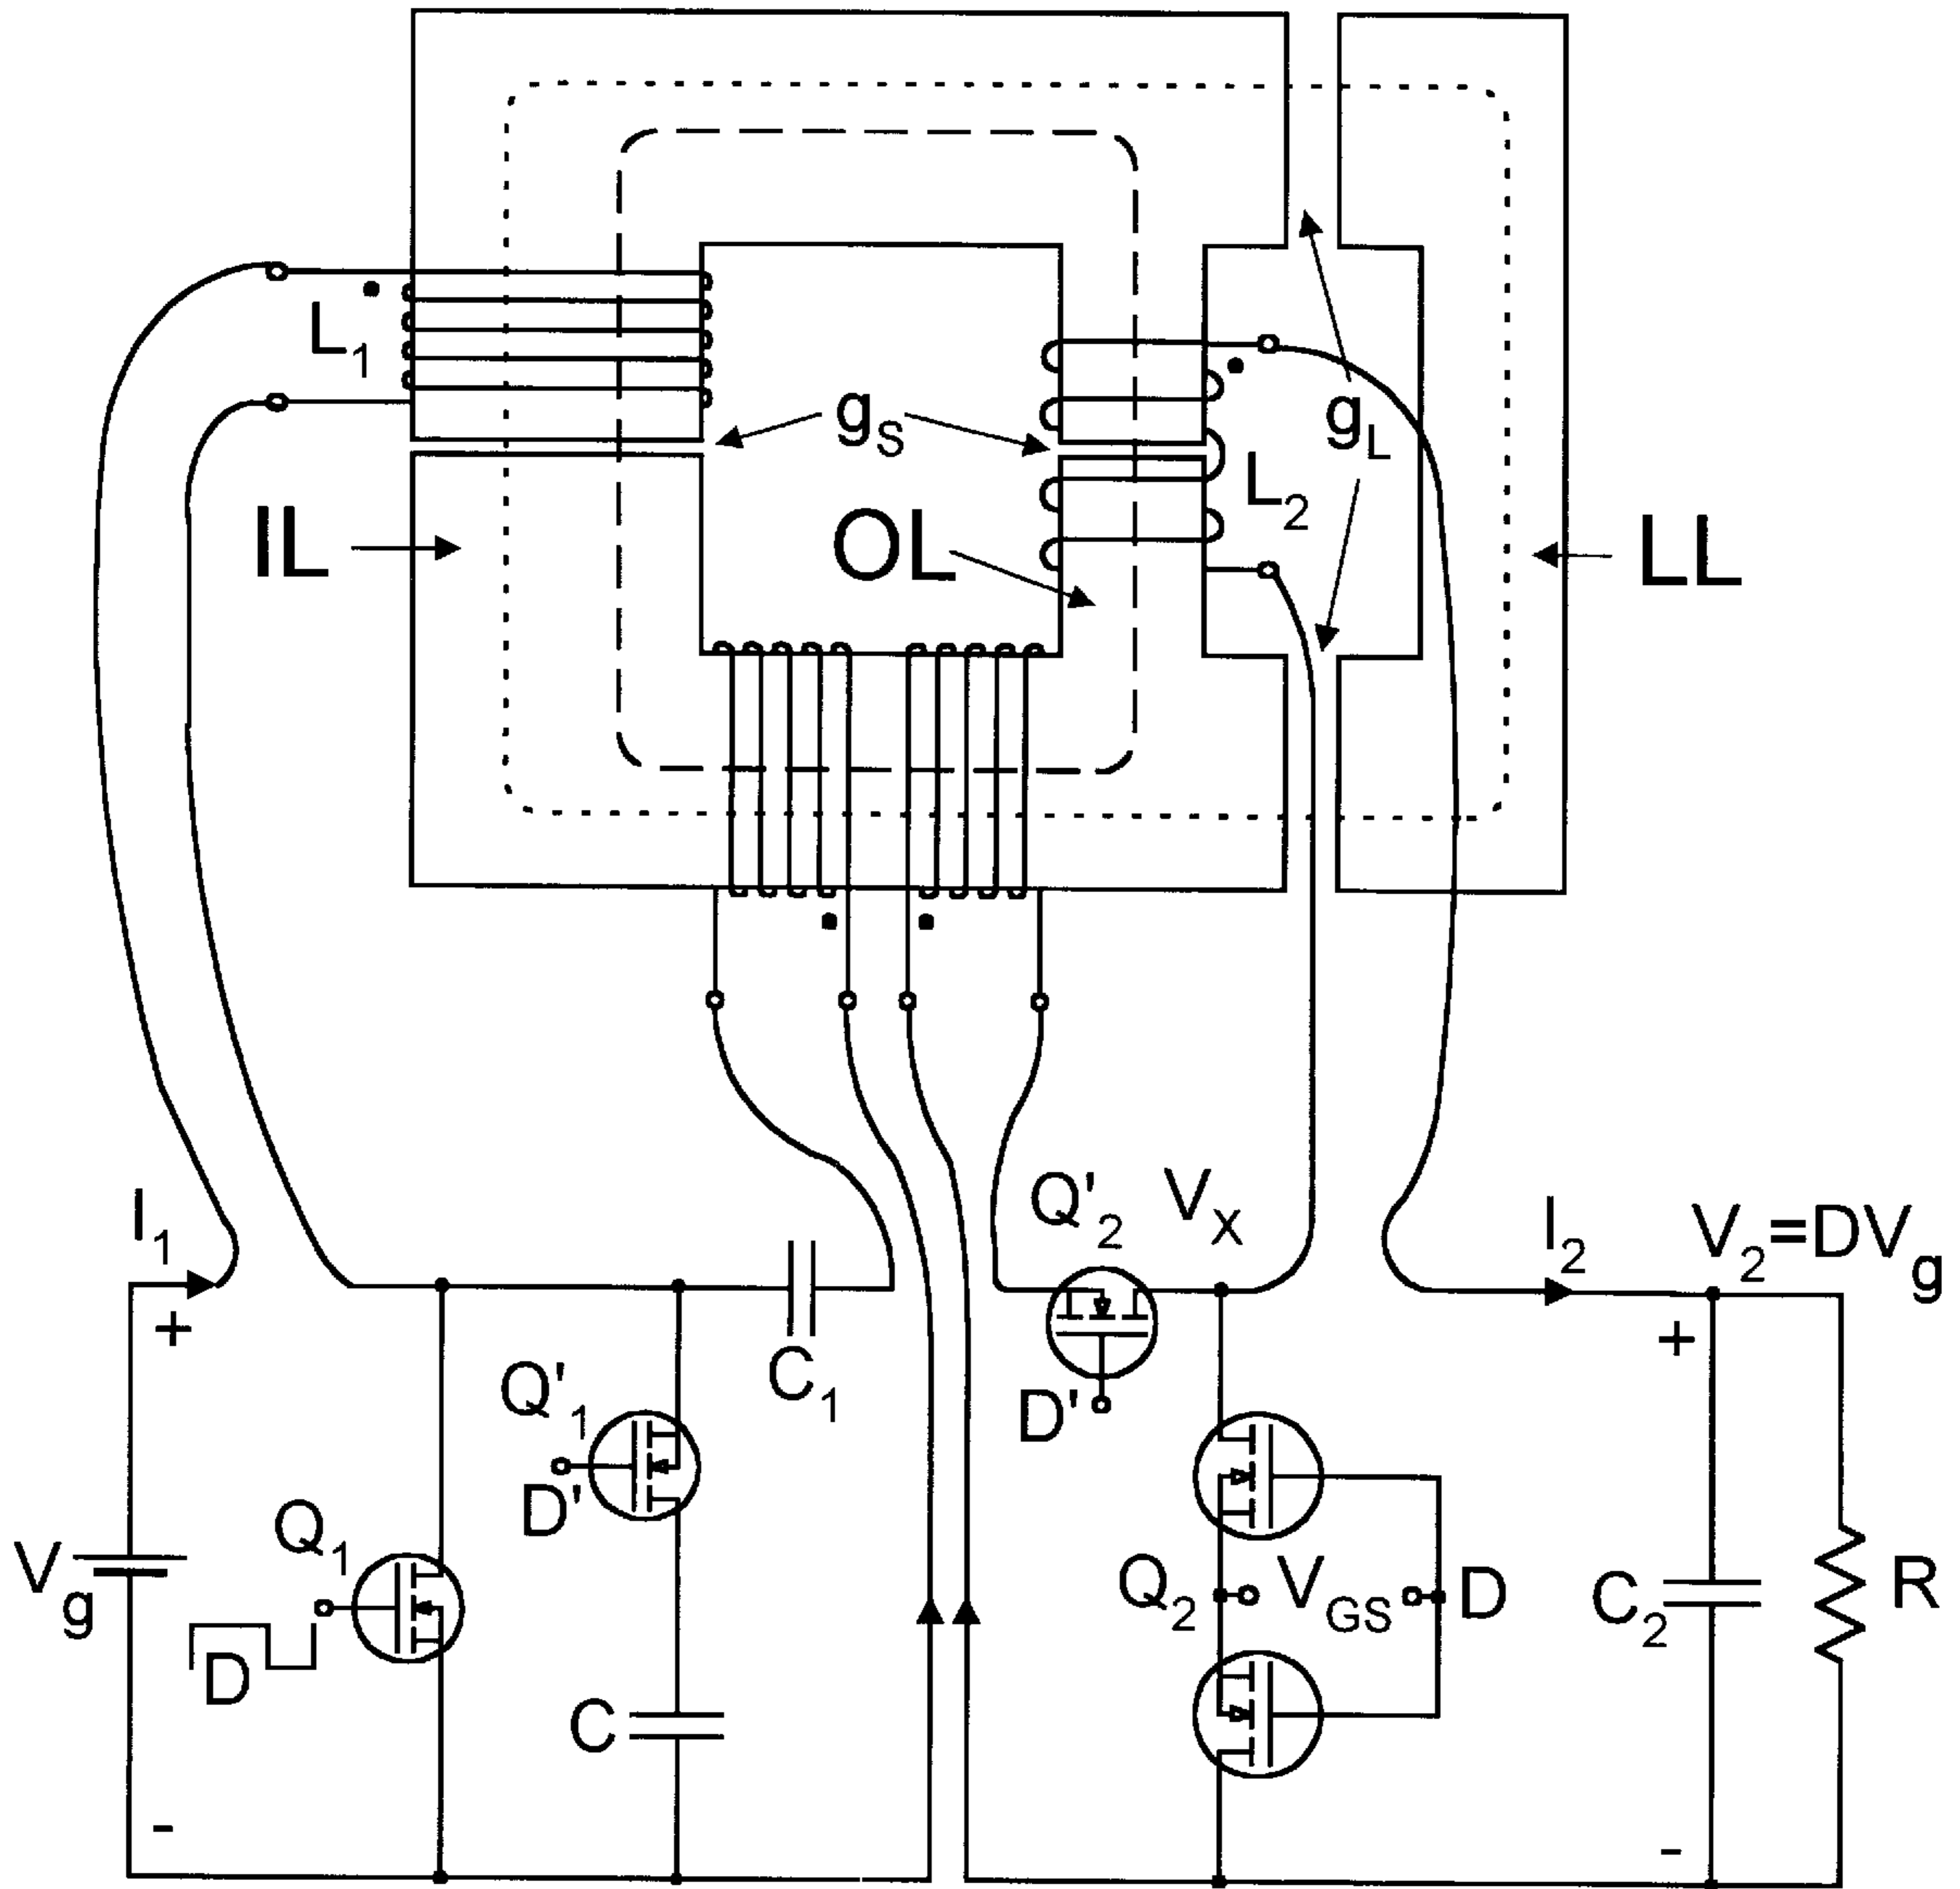 L1
gS
gL
L2
IL
OL
LL
I1
Q'2
VX
I2
V2=DVg
+
+
Q'1
C1
D'
D'
Q1
Vg
D
Q2
VGS
D
C2
R
C
-
-